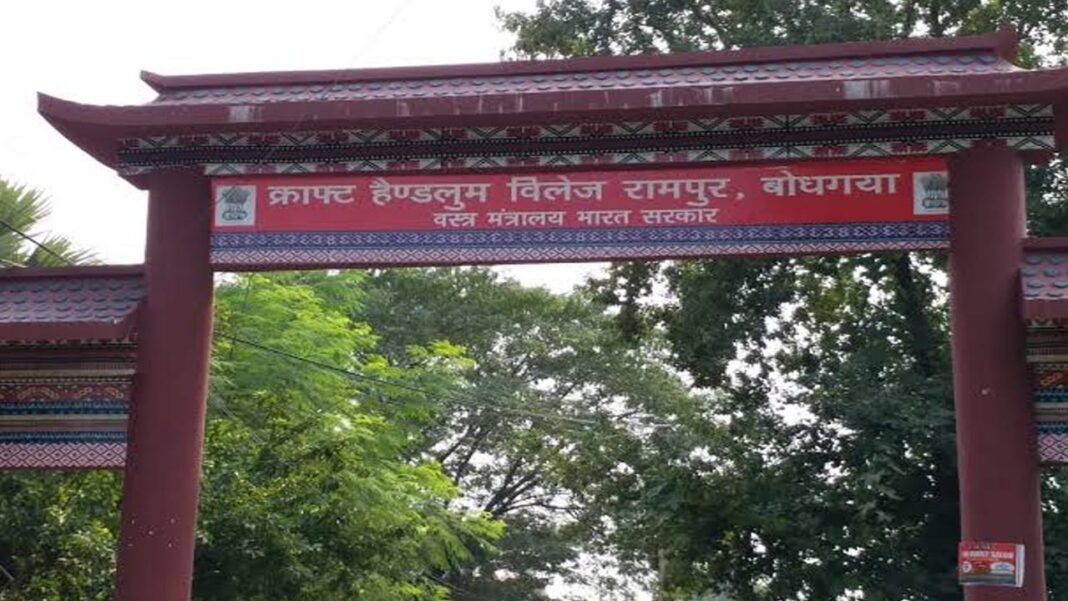 क्राफ्ट हैण्डलुम विलेज रामपुर, बोधगया
वस्त्र मंत्रालय भारत सरकार